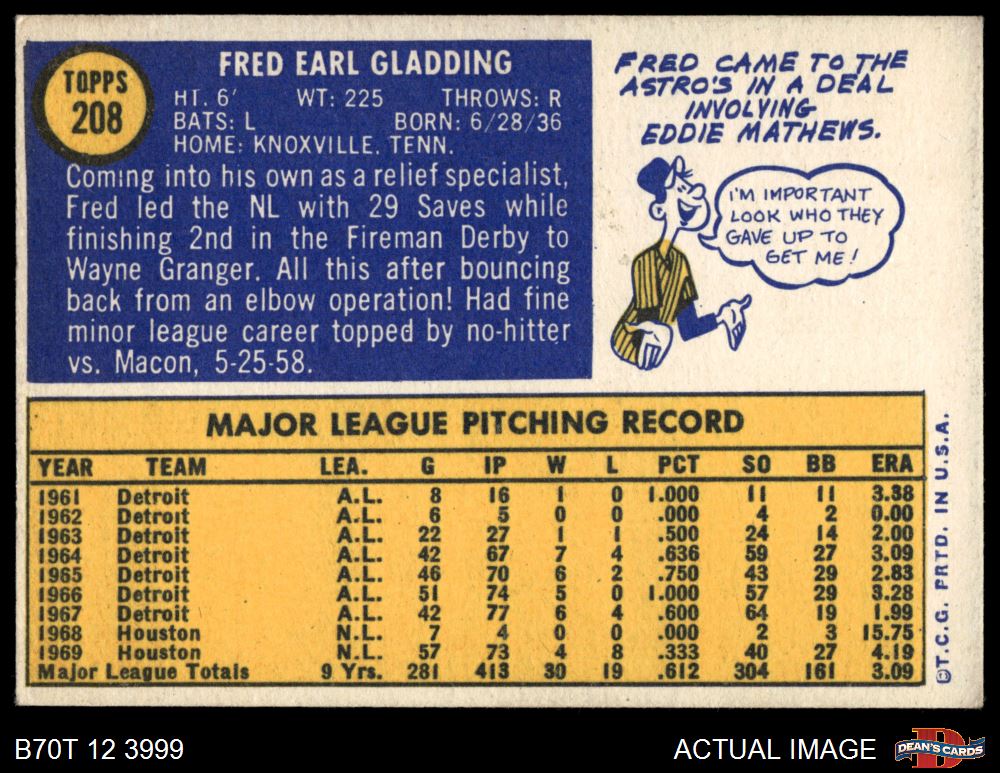 TOPPS
208
FRED EARL GLADDING
HT. 6' WT: 225 THROWS: R
BATS: L BORN: 6/28/36
HOME: KNOXVILLE. TENN.
Coming into his own as a relief specialist,
Fred led the NL with 29 Saves while
finishing 2nd in the Fireman Derby to
Wayne Granger. All this after bouncing
back from an elbow operation! Had fine
minor league career topped by no-hitter
vs. Macon, 5-25-58.
FRED CAME TO THE
ASTRO'S IN A DEAL
INVOLVING
EDDIE MATHEWS.
I'M IMPORTANT
LOOK WHO THEY
GAVE UP TO
GET ME!
MAJOR LEAGUE PITCHING RECORD
YEAR TEAM LEA. G IP W L PCT SO BB ERA
1961 Detroit A.L. 8 16 1 0 1.000 11 11 3.38
1962 Detroit A.L. 6 5 0 0 .000 4 2 0.00
1963 Detroit A.L. 22 27 1 1 .500 24 14 2.00
1964 Detroit A.L. 42 67 7 4 .636 59 27 3.09
1965 Detroit A.L. 46 70 6 2 .750 43 29 2.83
1966 Detroit A.L. 51 74 5 0 1.000 57 29 3.28
1967 Detroit A.L. 42 77 6 4 .600 64 19 1.99
1968 Houston N.L. 7 4 0 0 .000 2 3 15.75
1969 Houston N.L. 57 73 4 8 .333 40 27 4.19
Major League Totals 9 Yrs. 281 413 30 19 .612 304 161 3.09
©T.C.G. PRTD. IN U.S.A.
B70T 12 3999
ACTUAL IMAGE
D
DEAN'S CARDS